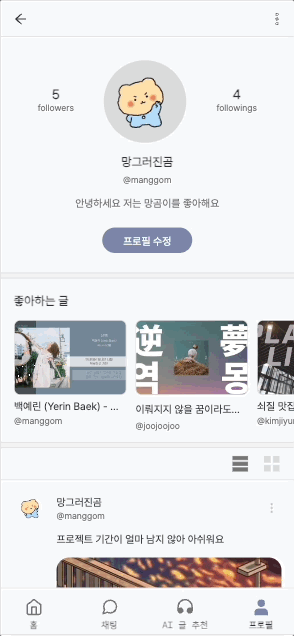 5
followers
4
followings
망그러진곰
@manggom
안녕하세요 저는 망곰이를 좋아해요
프로필 수정
좋아하는 글
逆 夢
역 몽
백예린 (Yerin Baek) - ...
@manggom
이뤄지지 않을 꿈이라도...
@joojoojoo
쇠질 맛집
@kimjiyu
망그러진곰
@manggom
프로젝트 기간이 얼마 남지 않아 아쉬워요
홈
채팅
AI 글 추천
프로필